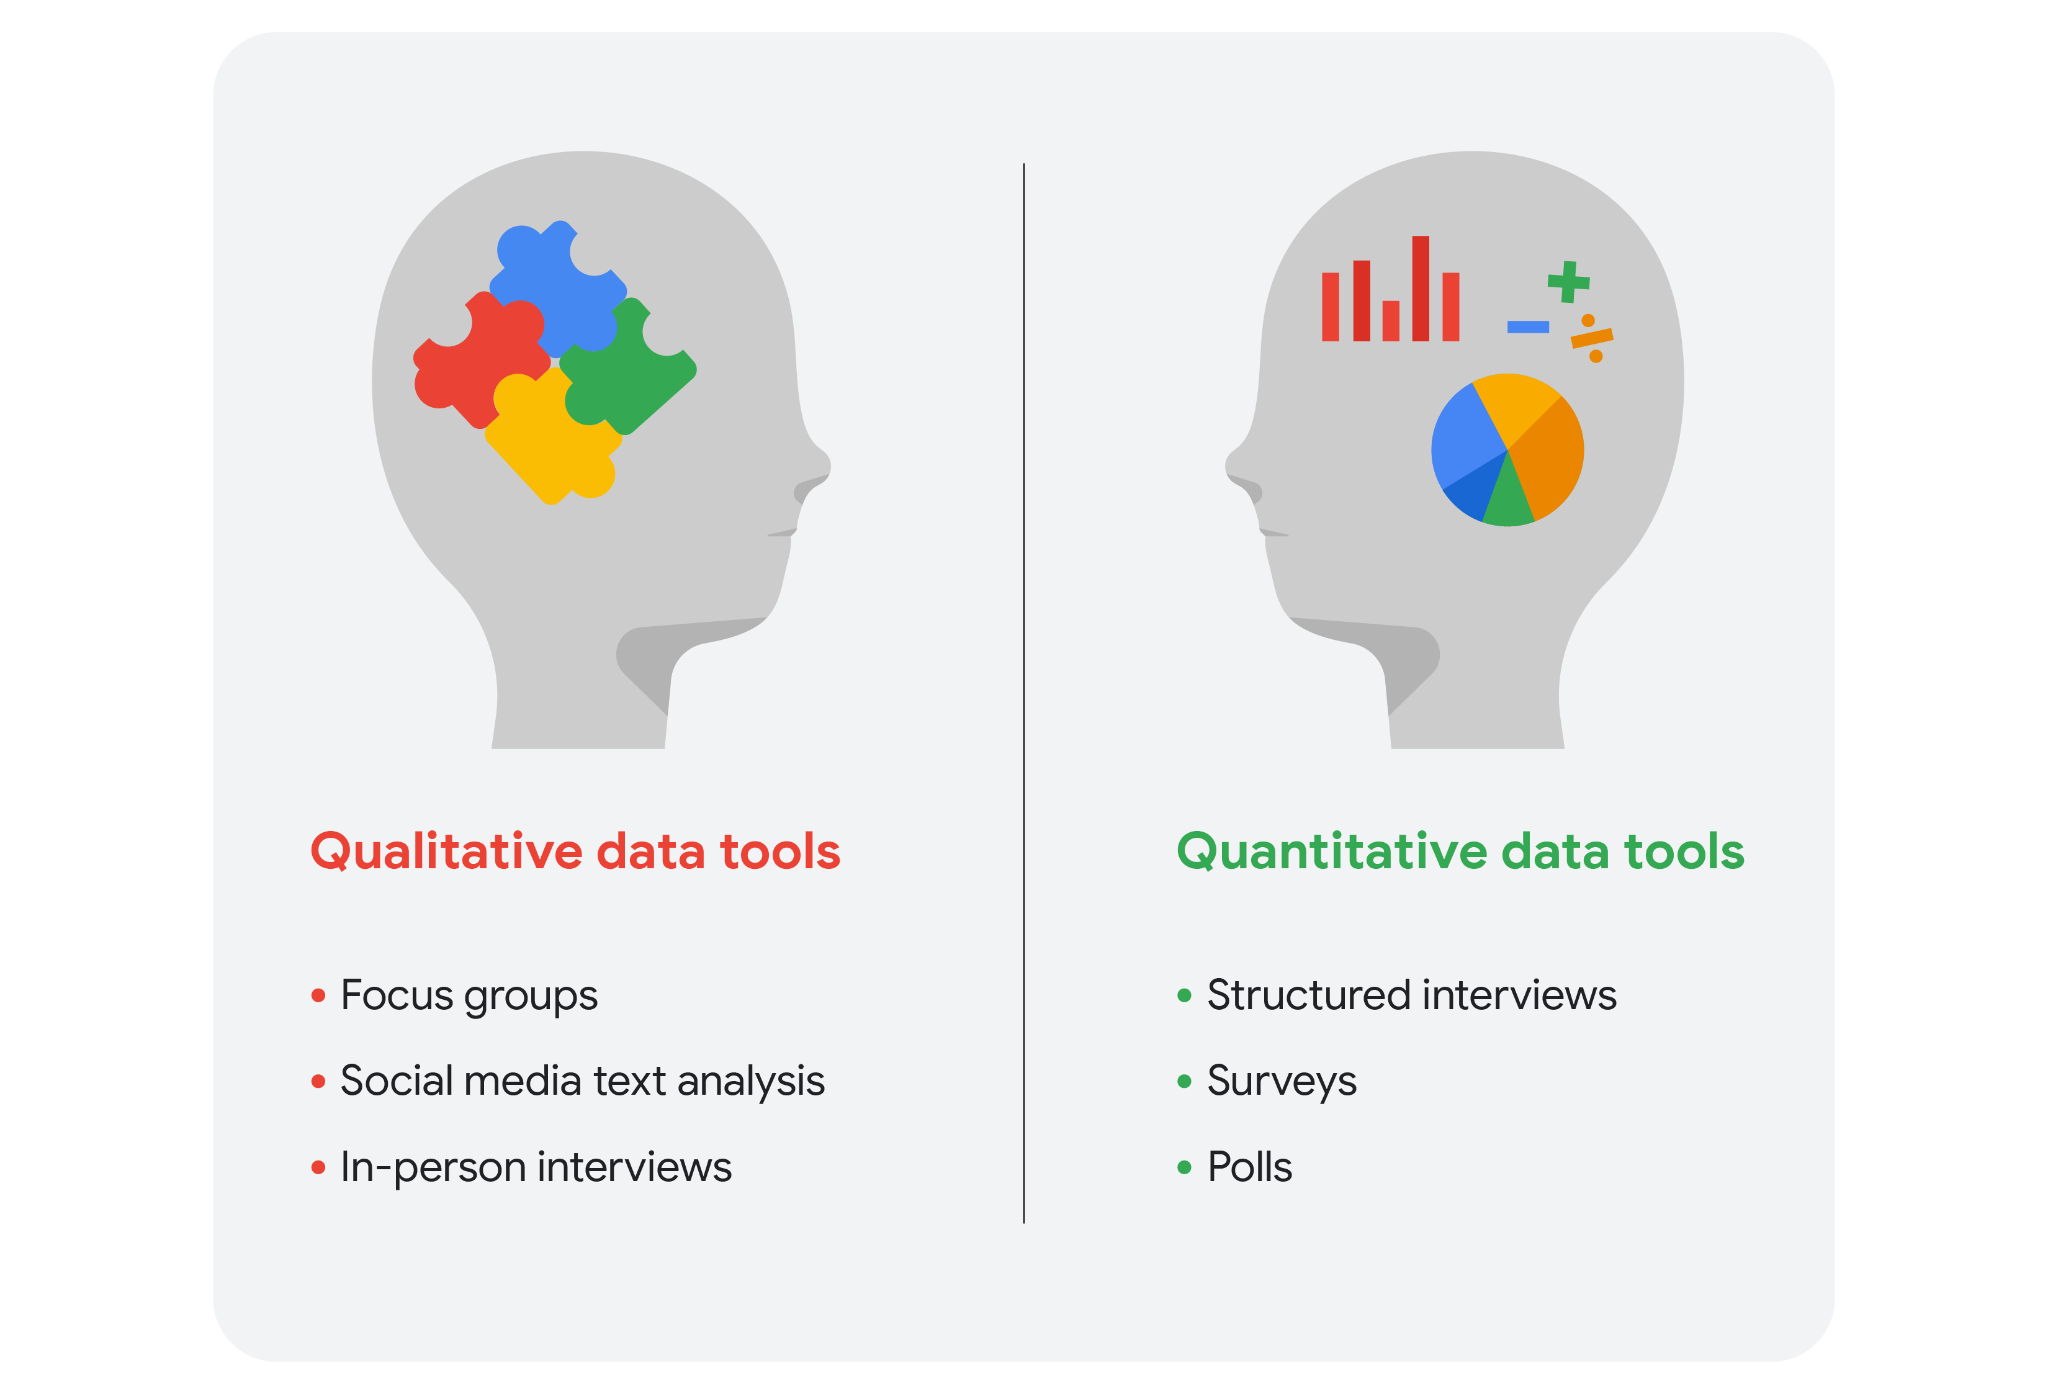 Qualitative data tools
• Focus groups
• Social media text analysis
• In-person interviews
Quantitative data tools
• Structured interviews
• Surveys
• Polls